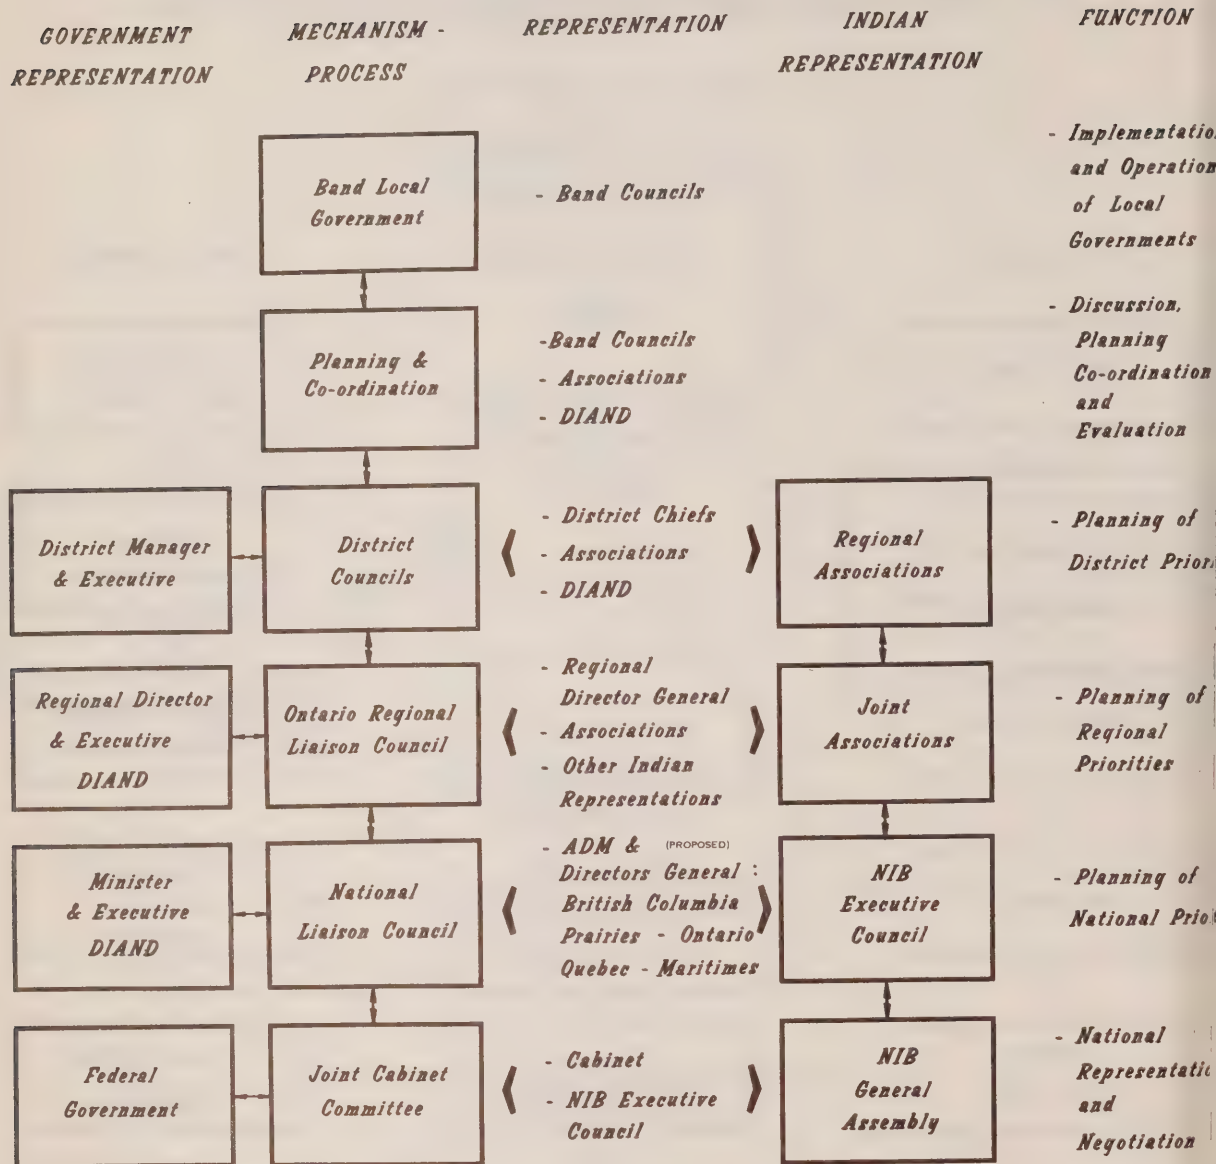 GOVERNMENT
REPRESENTATION
MECHANISM -
PROCESS
REPRESENTATION
INDIAN
REPRESENTATION
FUNCTION
Band Local
Government
- Band Councils
- Implementatio
and Operation
of Local
Governments
Planning &
Co-ordination
-Band Councils
- Associations
- DIAND
- Discussion,
Planning
Co-ordination
and
Evaluation
District Manager
& Executive
District
Councils
- District Chiefs
- Associations
- DIAND
Regional
Associations
- Planning of
District Prior
Regional Director
& Executive
DIAND
Ontario Regional
Liaison Council
- Regional
Director General
- Associations
- Other Indian
Representations
Joint
Associations
- Planning of
Regional
Priorities
Minister
& Executive
DIAND
National
Liaison Council
- ADM & (PROPOSED)
Directors General :
British Columbia
Prairies - Ontario
Quebec - Maritimes
NIB
Executive
Council
- Planning of
National Prio
Federal
Government
Joint Cabinet
Committee
- Cabinet
- NIB Executive
Council
NIB
General
Assembly
- National
Representatio
and
Negotiation